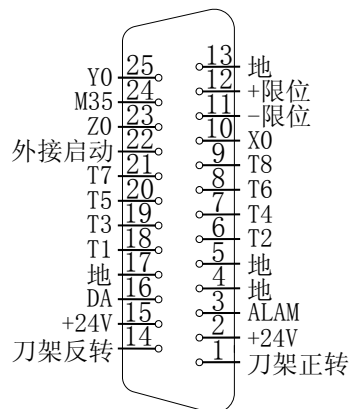 25 Y0
24 M35
23 Z0
22 外接启动
21 T7
20 T5
19 T3
18 T1
17 地
16 DA
15 +24V
14 刀架反转
13 地
12 +限位
11 -限位
10 X0
9 T8
8 T6
7 T4
6 T2
5 地
4 地
3 ALAM
2 +24V
1 刀架正转